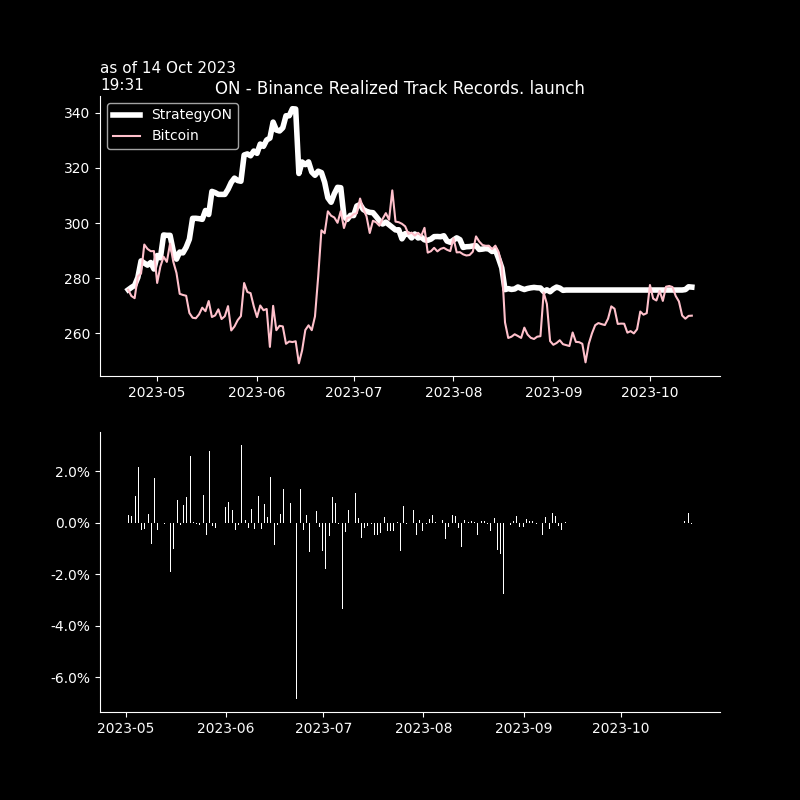 as of 14 Oct 2023
19:31
ON - Binance Realized Track Records. launch
StrategyON
Bitcoin
340
320
300
280
260
2023-05 2023-06 2023-07 2023-08 2023-09 2023-10
2.0%
0.0%
-2.0%
-4.0%
-6.0%
2023-05 2023-06 2023-07 2023-08 2023-09 2023-10